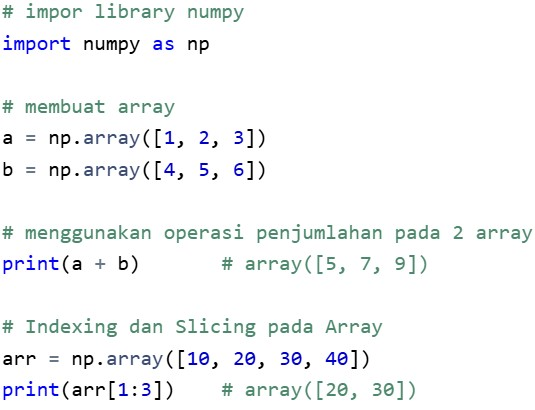 # impor library numpy
import numpy as np
# membuat array
a = np.array([1, 2, 3])
b = np.array([4, 5, 6])
# menggunakan operasi penjumlahan pada 2 array
print(a + b)       # array([5, 7, 9])
# Indexing dan Slicing pada Array
arr = np.array([10, 20, 30, 40])
print(arr[1:3])    # array([20, 30])